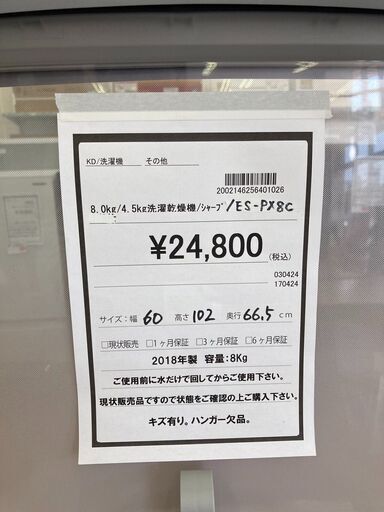 KD/洗濯機 その他
2002146256401026
8.0kg/4.5kg洗濯乾燥機/シャープ/ES-PX8C
¥24,800(税込)
030424
170424
サイズ:幅 60 高さ 102 奥行 66.5 cm
□現状販売 □1ヶ月保証 □3ヶ月保証 □6ヶ月保証
2018年製 容量:8Kg
ご使用前に水だけで回してからご使用下さい。
現状販売品ですので状態をご確認の上ご購入下さい。
キズ有り。ハンガー欠品。